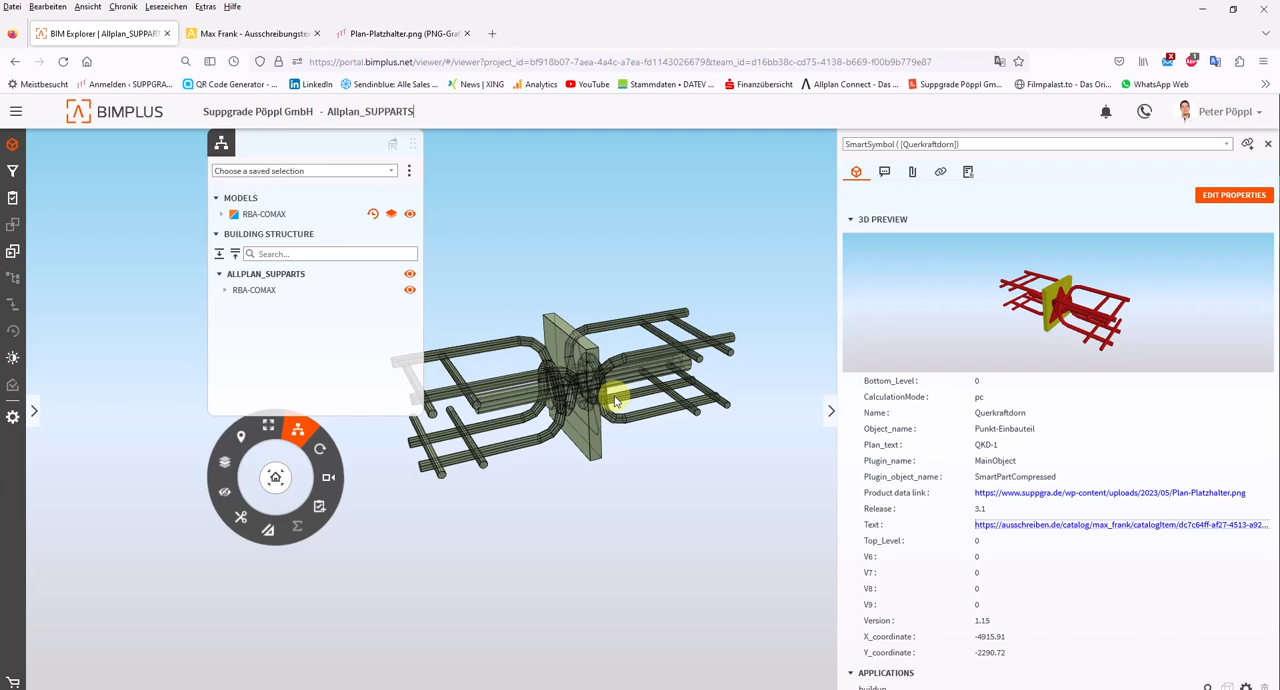 Datei Bearbeiten Ansicht Chronik Lesezeichen Extras Hilfe
BIM Explorer | Allplan_SUPPAR Max Frank - Ausschreibungste Plan-Platzhalter.png (PNG-Gra
https://portal.bimplus.net/viewer/#/viewer?project_id=bf918b07-7aea-4a4c-a7ea-fd1143026679&team_id=d16bb38c-cd75-4138-b669-f00b9b779e87
Meistbesucht Anmelden - SUPPGRA... QR Code Generator - ... LinkedIn Sendinblue: Alle Sales ... News | XING Analytics YouTube Stammdaten - DATEV ... Finanzübersicht Allplan Connect - Das ... Suppgrade Pöppl Gm... Filmpalast.to - Das Ori... WhatsApp Web
BIMPLUS Suppgrade Pöppl GmbH - Allplan_SUPPARTS Peter Pöppl
Choose a saved selection
MODELS
RBA-COMAX
BUILDING STRUCTURE
Search...
ALLPLAN_SUPPARTS
RBA-COMAX
SmartSymbol ( [Querkraftdorn])
EDIT PROPERTIES
3D PREVIEW
Bottom_Level : 0
CalculationMode : pc
Name : Querkraftdorn
Object_name : Punkt-Einbauteil
Plan_text : QKD-1
Plugin_name : MainObject
Plugin_object_name : SmartPartCompressed
Product data link : https://www.suppgra.de/wp-content/uploads/2023/05/Plan-Platzhalter.png
Release : 3.1
Text : https://ausschreiben.de/catalog/max_frank/catalogItem/dc7c64ff-af27-4513-a92...
Top_Level : 0
V6 : 0
V7 : 0
V8 : 0
V9 : 0
Version : 1.15
X_coordinate : -4915.91
Y_coordinate : -2290.72
APPLICATIONS
buildup